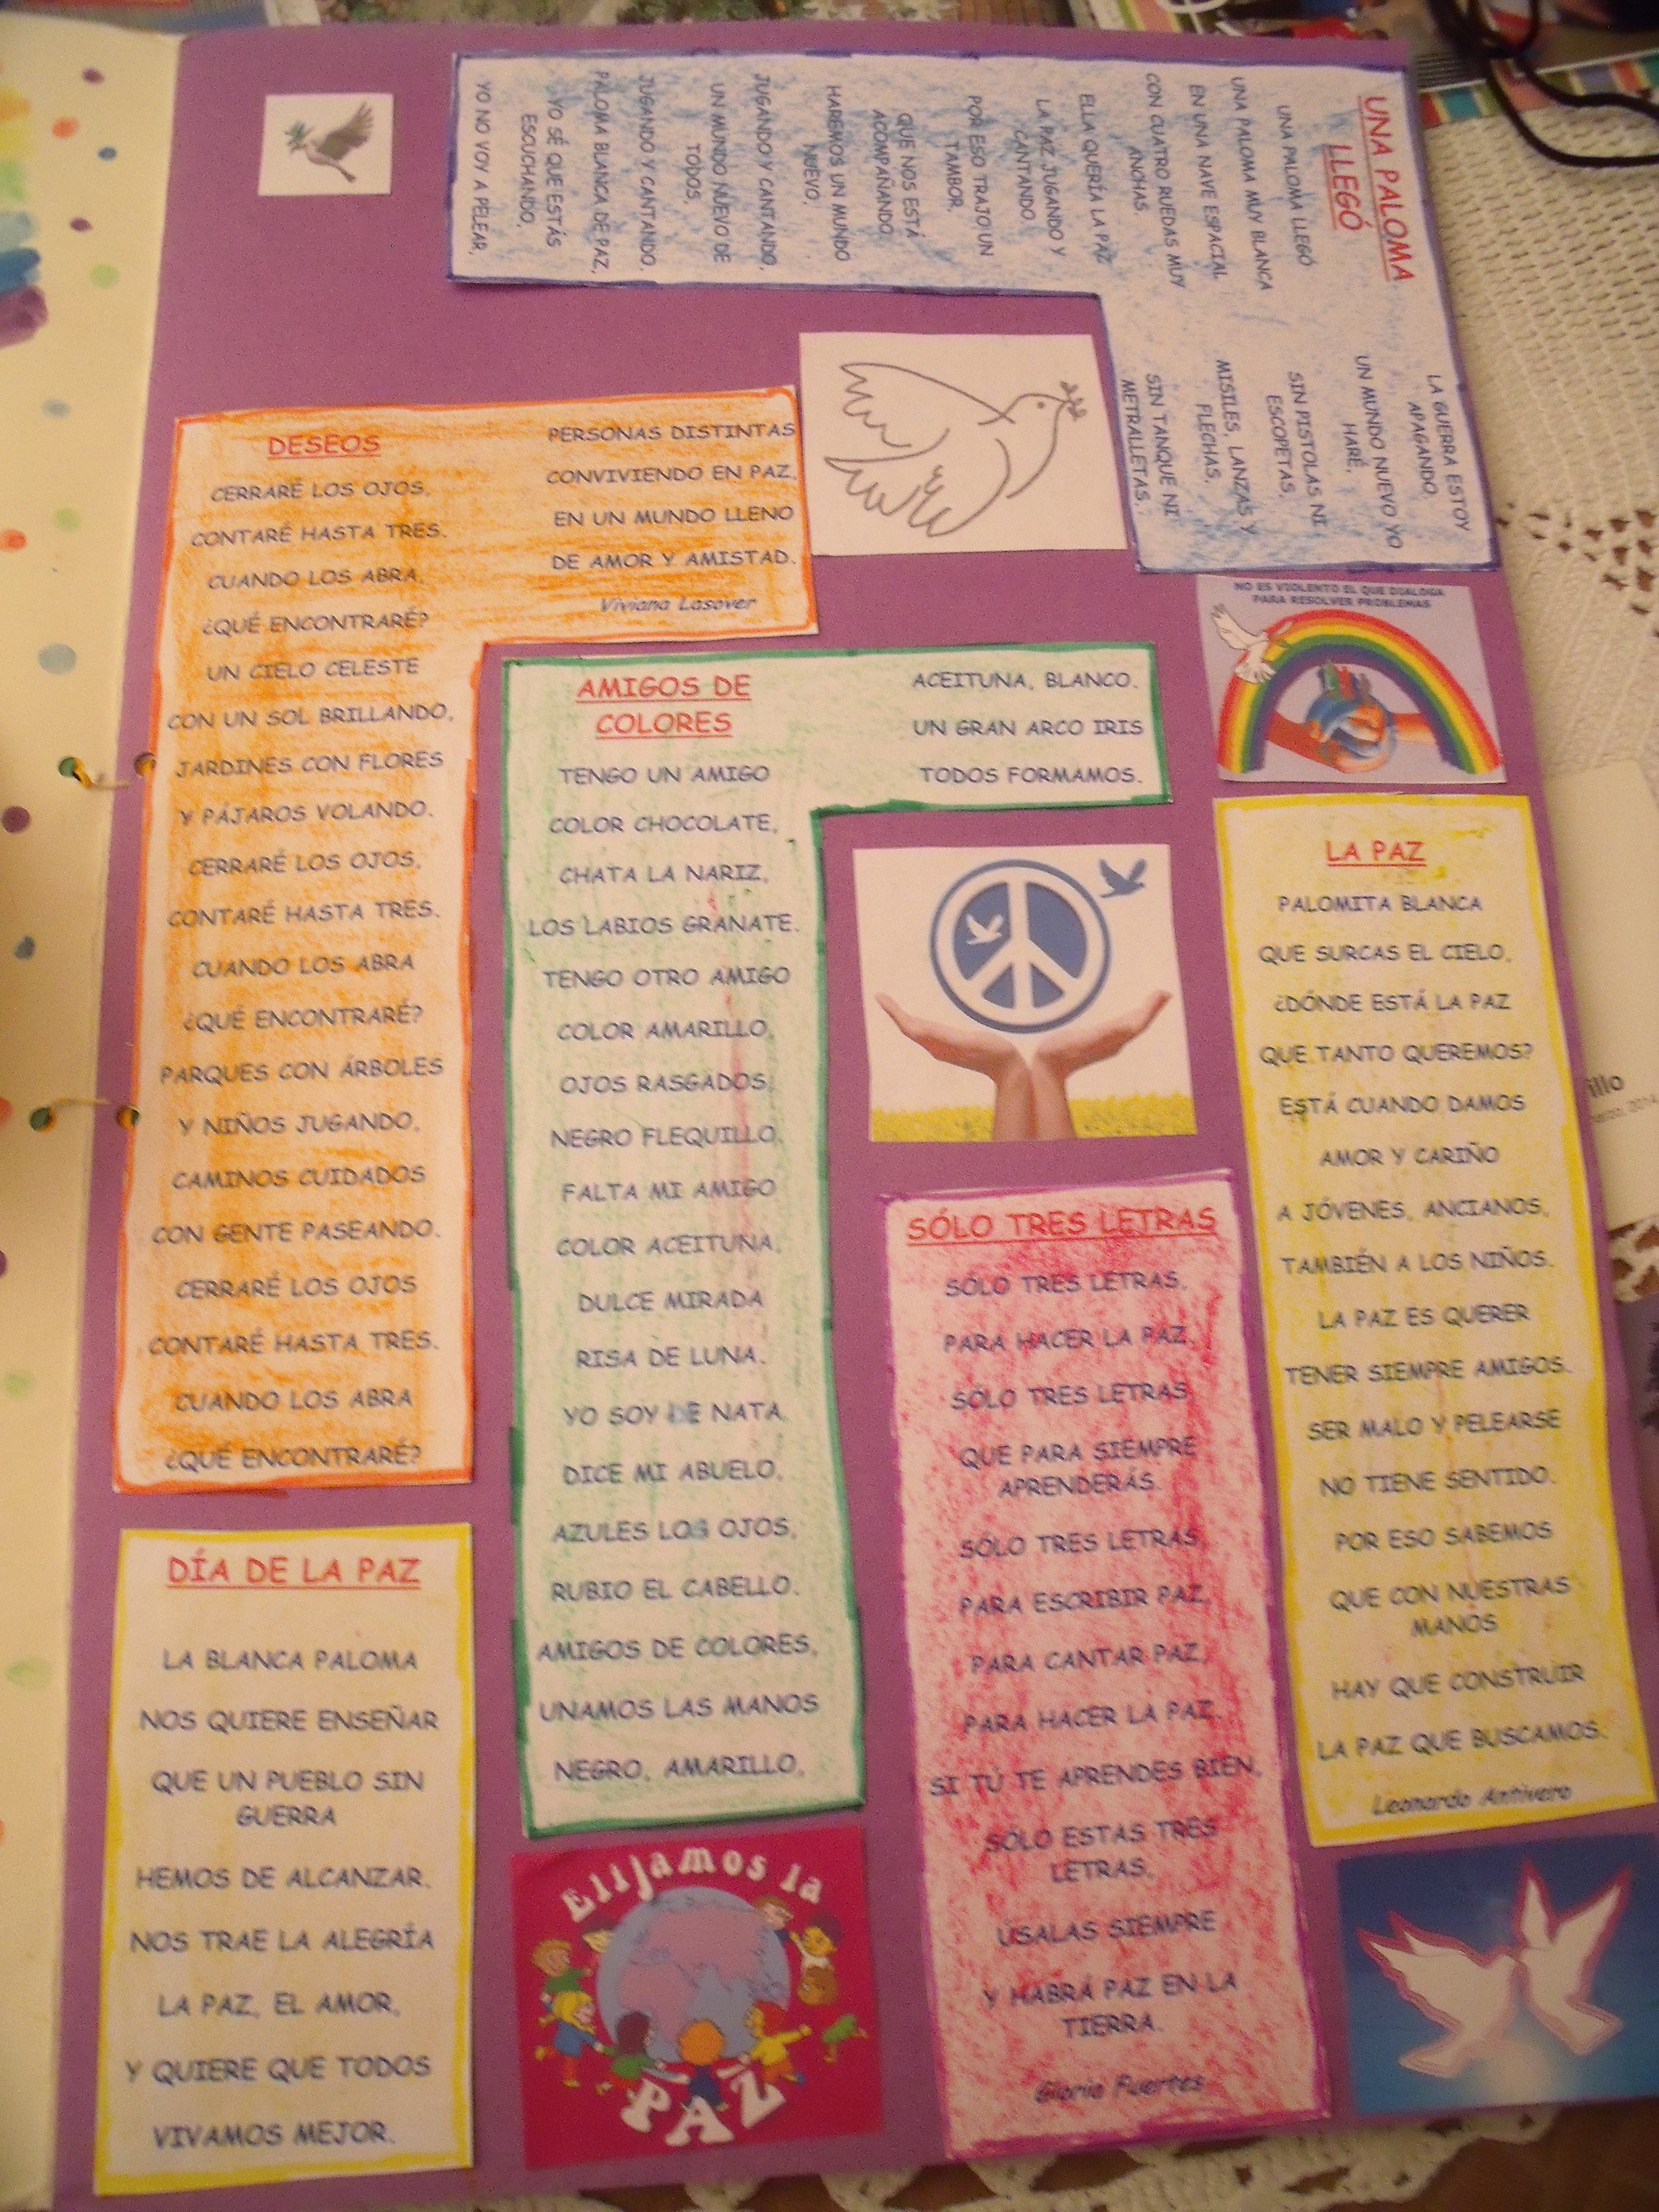 UNA PALOMA
LLEGÓ
UNA PALOMA LLEGÓ
UNA PALOMA MUY BLANCA
EN UNA NAVE ESPACIAL
CON CUATRO RUEDAS MUY
ANCHAS.
ELLA QUERÍA LA PAZ
LA PAZ JUGANDO Y
CANTANDO.
POR ESO TRAJO UN
TAMBOR,
QUE NOS ESTÁ
ACOMPAÑANDO.
HAREMOS UN MUNDO
NUEVO,
JUGANDO Y CANTANDO.
UN MUNDO NUEVO DE
TODOS,
JUGANDO Y CANTANDO.
PALOMA BLANCA DE PAZ,
YO SÉ QUE ESTÁS
ESCUCHANDO,
YO NO VOY A PELEAR,
LA GUERRA ESTOY
APAGANDO.
UN MUNDO NUEVO YO
HARÉ,
SIN PISTOLAS NI
ESCOPETAS,
MISILES, LANZAS Y
FLECHAS,
SIN TANQUE NI
METRALLETAS.
DESEOS
CERRARÉ LOS OJOS,
CONTARÉ HASTA TRES.
CUANDO LOS ABRA,
¿QUÉ ENCONTRARÉ?
UN CIELO CELESTE
CON UN SOL BRILLANDO,
JARDINES CON FLORES
Y PÁJAROS VOLANDO.
CERRARÉ LOS OJOS,
CONTARÉ HASTA TRES.
CUANDO LOS ABRA
¿QUÉ ENCONTRARÉ?
PARQUES CON ÁRBOLES
Y NIÑOS JUGANDO,
CAMINOS CUIDADOS
CON GENTE PASEANDO.
CERRARÉ LOS OJOS
CONTARÉ HASTA TRES.
CUANDO LOS ABRA
¿QUÉ ENCONTRARÉ?
PERSONAS DISTINTAS
CONVIVIENDO EN PAZ,
EN UN MUNDO LLENO
DE AMOR Y AMISTAD.
Viviana Lasover
AMIGOS DE
COLORES
TENGO UN AMIGO
COLOR CHOCOLATE,
CHATA LA NARIZ,
LOS LABIOS GRANATE.
TENGO OTRO AMIGO
COLOR AMARILLO,
OJOS RASGADOS,
NEGRO FLEQUILLO.
FALTA MI AMIGO
COLOR ACEITUNA,
DULCE MIRADA
RISA DE LUNA.
YO SOY DE NATA,
DICE MI ABUELO,
AZULES LOS OJOS,
RUBIO EL CABELLO.
AMIGOS DE COLORES,
UNAMOS LAS MANOS
NEGRO, AMARILLO,
ACEITUNA, BLANCO.
UN GRAN ARCO IRIS
TODOS FORMAMOS.
NO ES VIOLENTO EL QUE DIALOGA
PARA RESOLVER PROBLEMAS
LA PAZ
PALOMITA BLANCA
QUE SURCAS EL CIELO,
¿DÓNDE ESTÁ LA PAZ
QUE TANTO QUEREMOS?
ESTÁ CUANDO DAMOS
AMOR Y CARIÑO
A JÓVENES, ANCIANOS,
TAMBIÉN A LOS NIÑOS.
LA PAZ ES QUERER
TENER SIEMPRE AMIGOS.
SER MALO Y PELEARSE
NO TIENE SENTIDO.
POR ESO SABEMOS
QUE CON NUESTRAS
MANOS
HAY QUE CONSTRUIR
LA PAZ QUE BUSCAMOS.
Leonardo Antivero
SÓLO TRES LETRAS
SÓLO TRES LETRAS,
PARA HACER LA PAZ,
SÓLO TRES LETRAS,
QUE PARA SIEMPRE
APRENDERÁS.
SÓLO TRES LETRAS
PARA ESCRIBIR PAZ,
PARA CANTAR PAZ,
PARA HACER LA PAZ.
SI TÚ TE APRENDES BIEN,
SÓLO ESTAS TRES
LETRAS,
ÚSALAS SIEMPRE
Y HABRÁ PAZ EN LA
TIERRA.
Gloria Fuertes
DÍA DE LA PAZ
LA BLANCA PALOMA
NOS QUIERE ENSEÑAR
QUE UN PUEBLO SIN
GUERRA
HEMOS DE ALCANZAR.
NOS TRAE LA ALEGRÍA
LA PAZ, EL AMOR,
Y QUIERE QUE TODOS
VIVAMOS MEJOR.
Elijamos la
PAZ